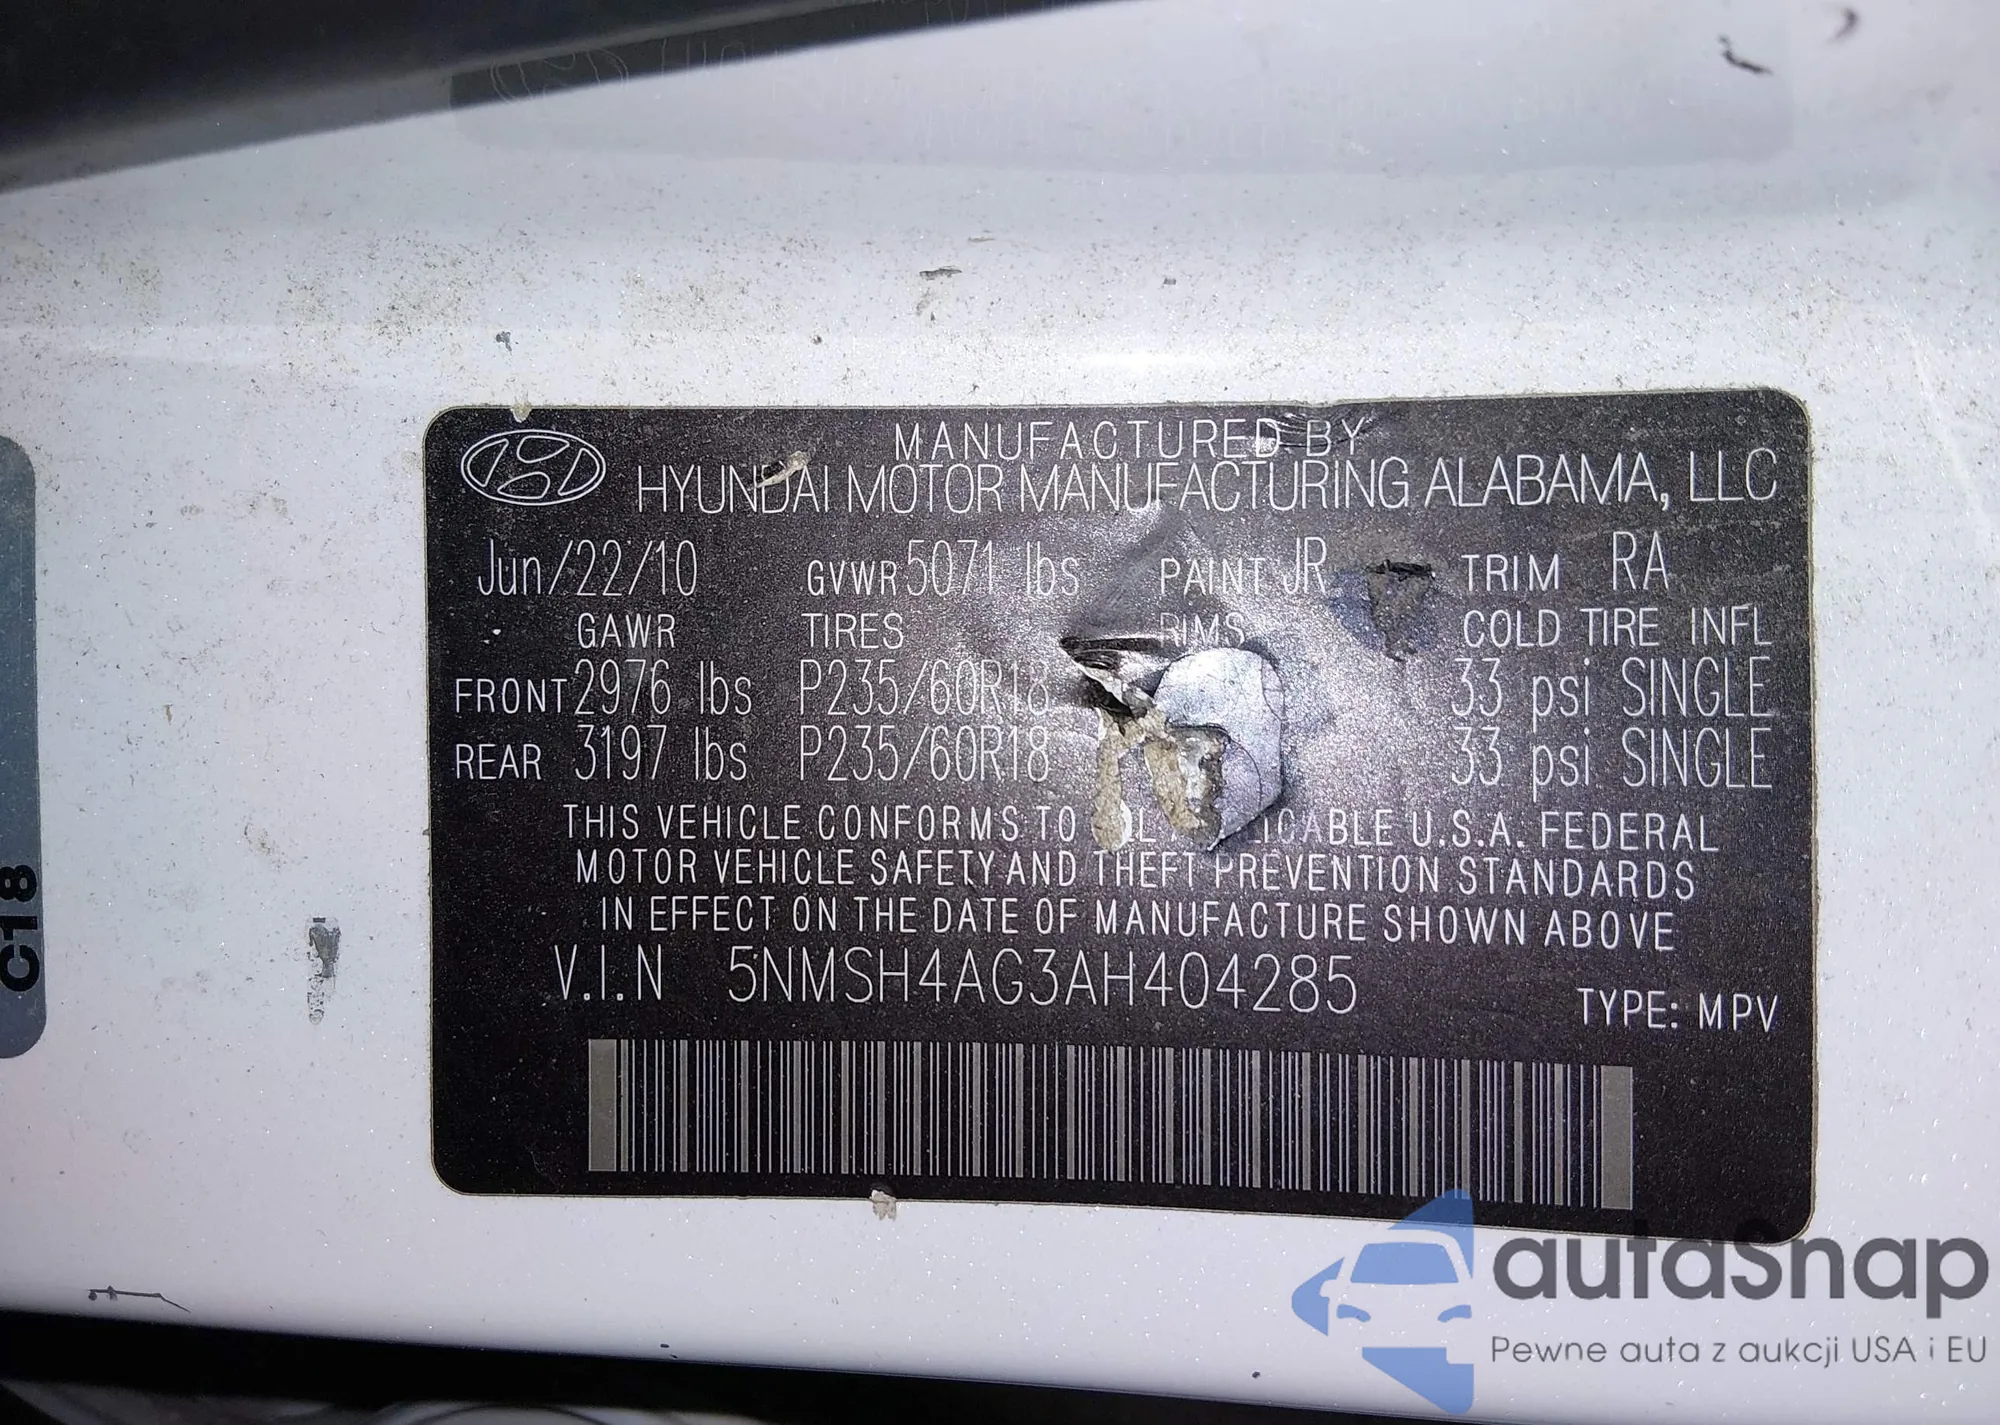 MANUFACTURED BY
HYUNDAI MOTOR MANUFACTURING ALABAMA, LLC
Jun/22/10 GVWR 5071 lbs PAINT JR TRIM RA
GAWR TIRES RIMS COLD TIRE INFL
FRONT 2976 lbs P235/60R18 33 psi SINGLE
REAR 3197 lbs P235/60R18 33 psi SINGLE
THIS VEHICLE CONFORMS TO U.S.A. FEDERAL
MOTOR VEHICLE SAFETY AND THEFT PREVENTION STANDARDS
IN EFFECT ON THE DATE OF MANUFACTURE SHOWN ABOVE
V.I.N 5NMSH4AG3AH404285
TYPE: MPV
C18
autoSnap
Pewne auta z aukcji USA i EU